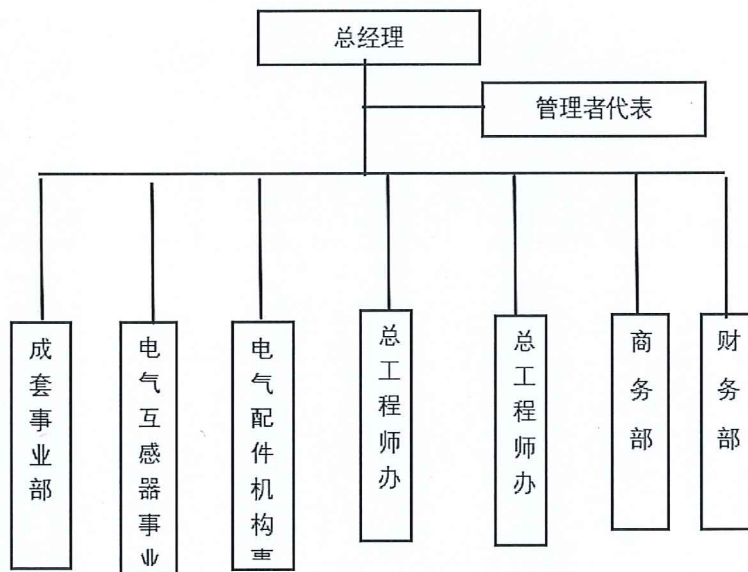 总经理
管理者代表
成套事业部
电气互感器事业
电气配件机构事
总工程师办
总工程师办
商务部
财务部